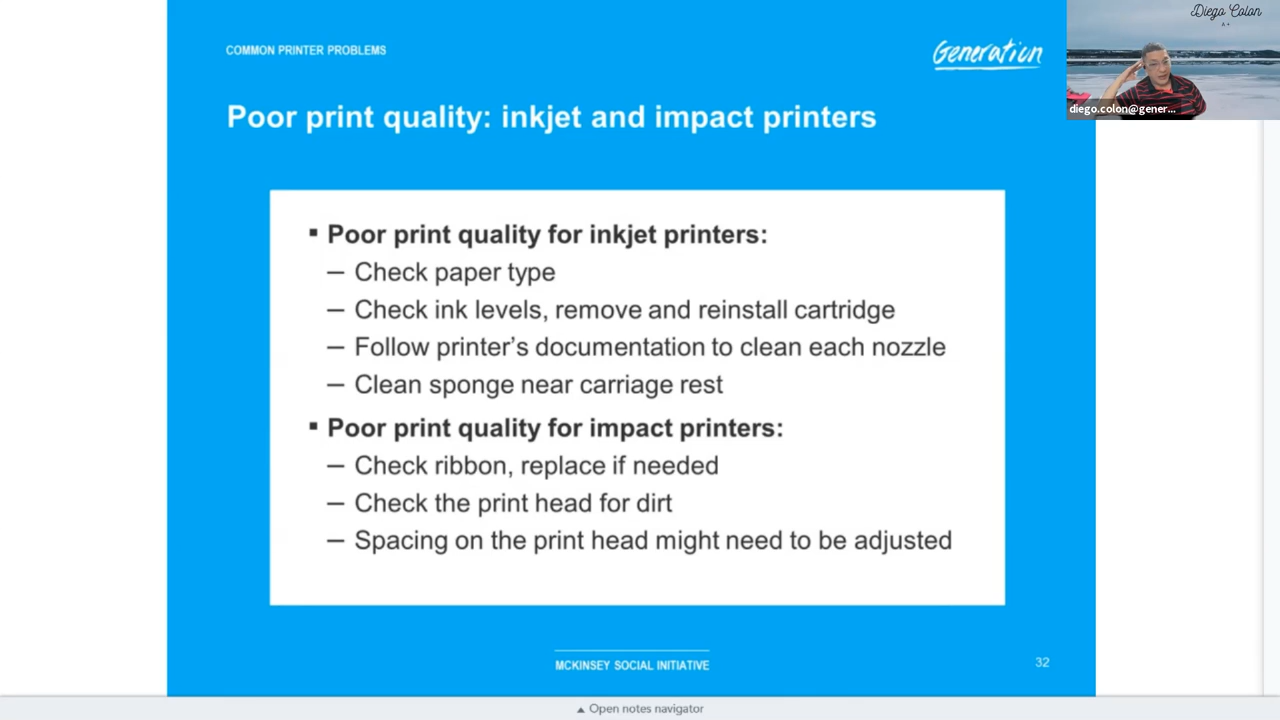 COMMON PRINTER PROBLEMS
Generation
Diego Colon
A+
diego.colon@gener...
Poor print quality: inkjet and impact printers
▪ Poor print quality for inkjet printers:
– Check paper type
– Check ink levels, remove and reinstall cartridge
– Follow printer’s documentation to clean each nozzle
– Clean sponge near carriage rest
▪ Poor print quality for impact printers:
– Check ribbon, replace if needed
– Check the print head for dirt
– Spacing on the print head might need to be adjusted
MCKINSEY SOCIAL INITIATIVE
32
▲ Open notes navigator